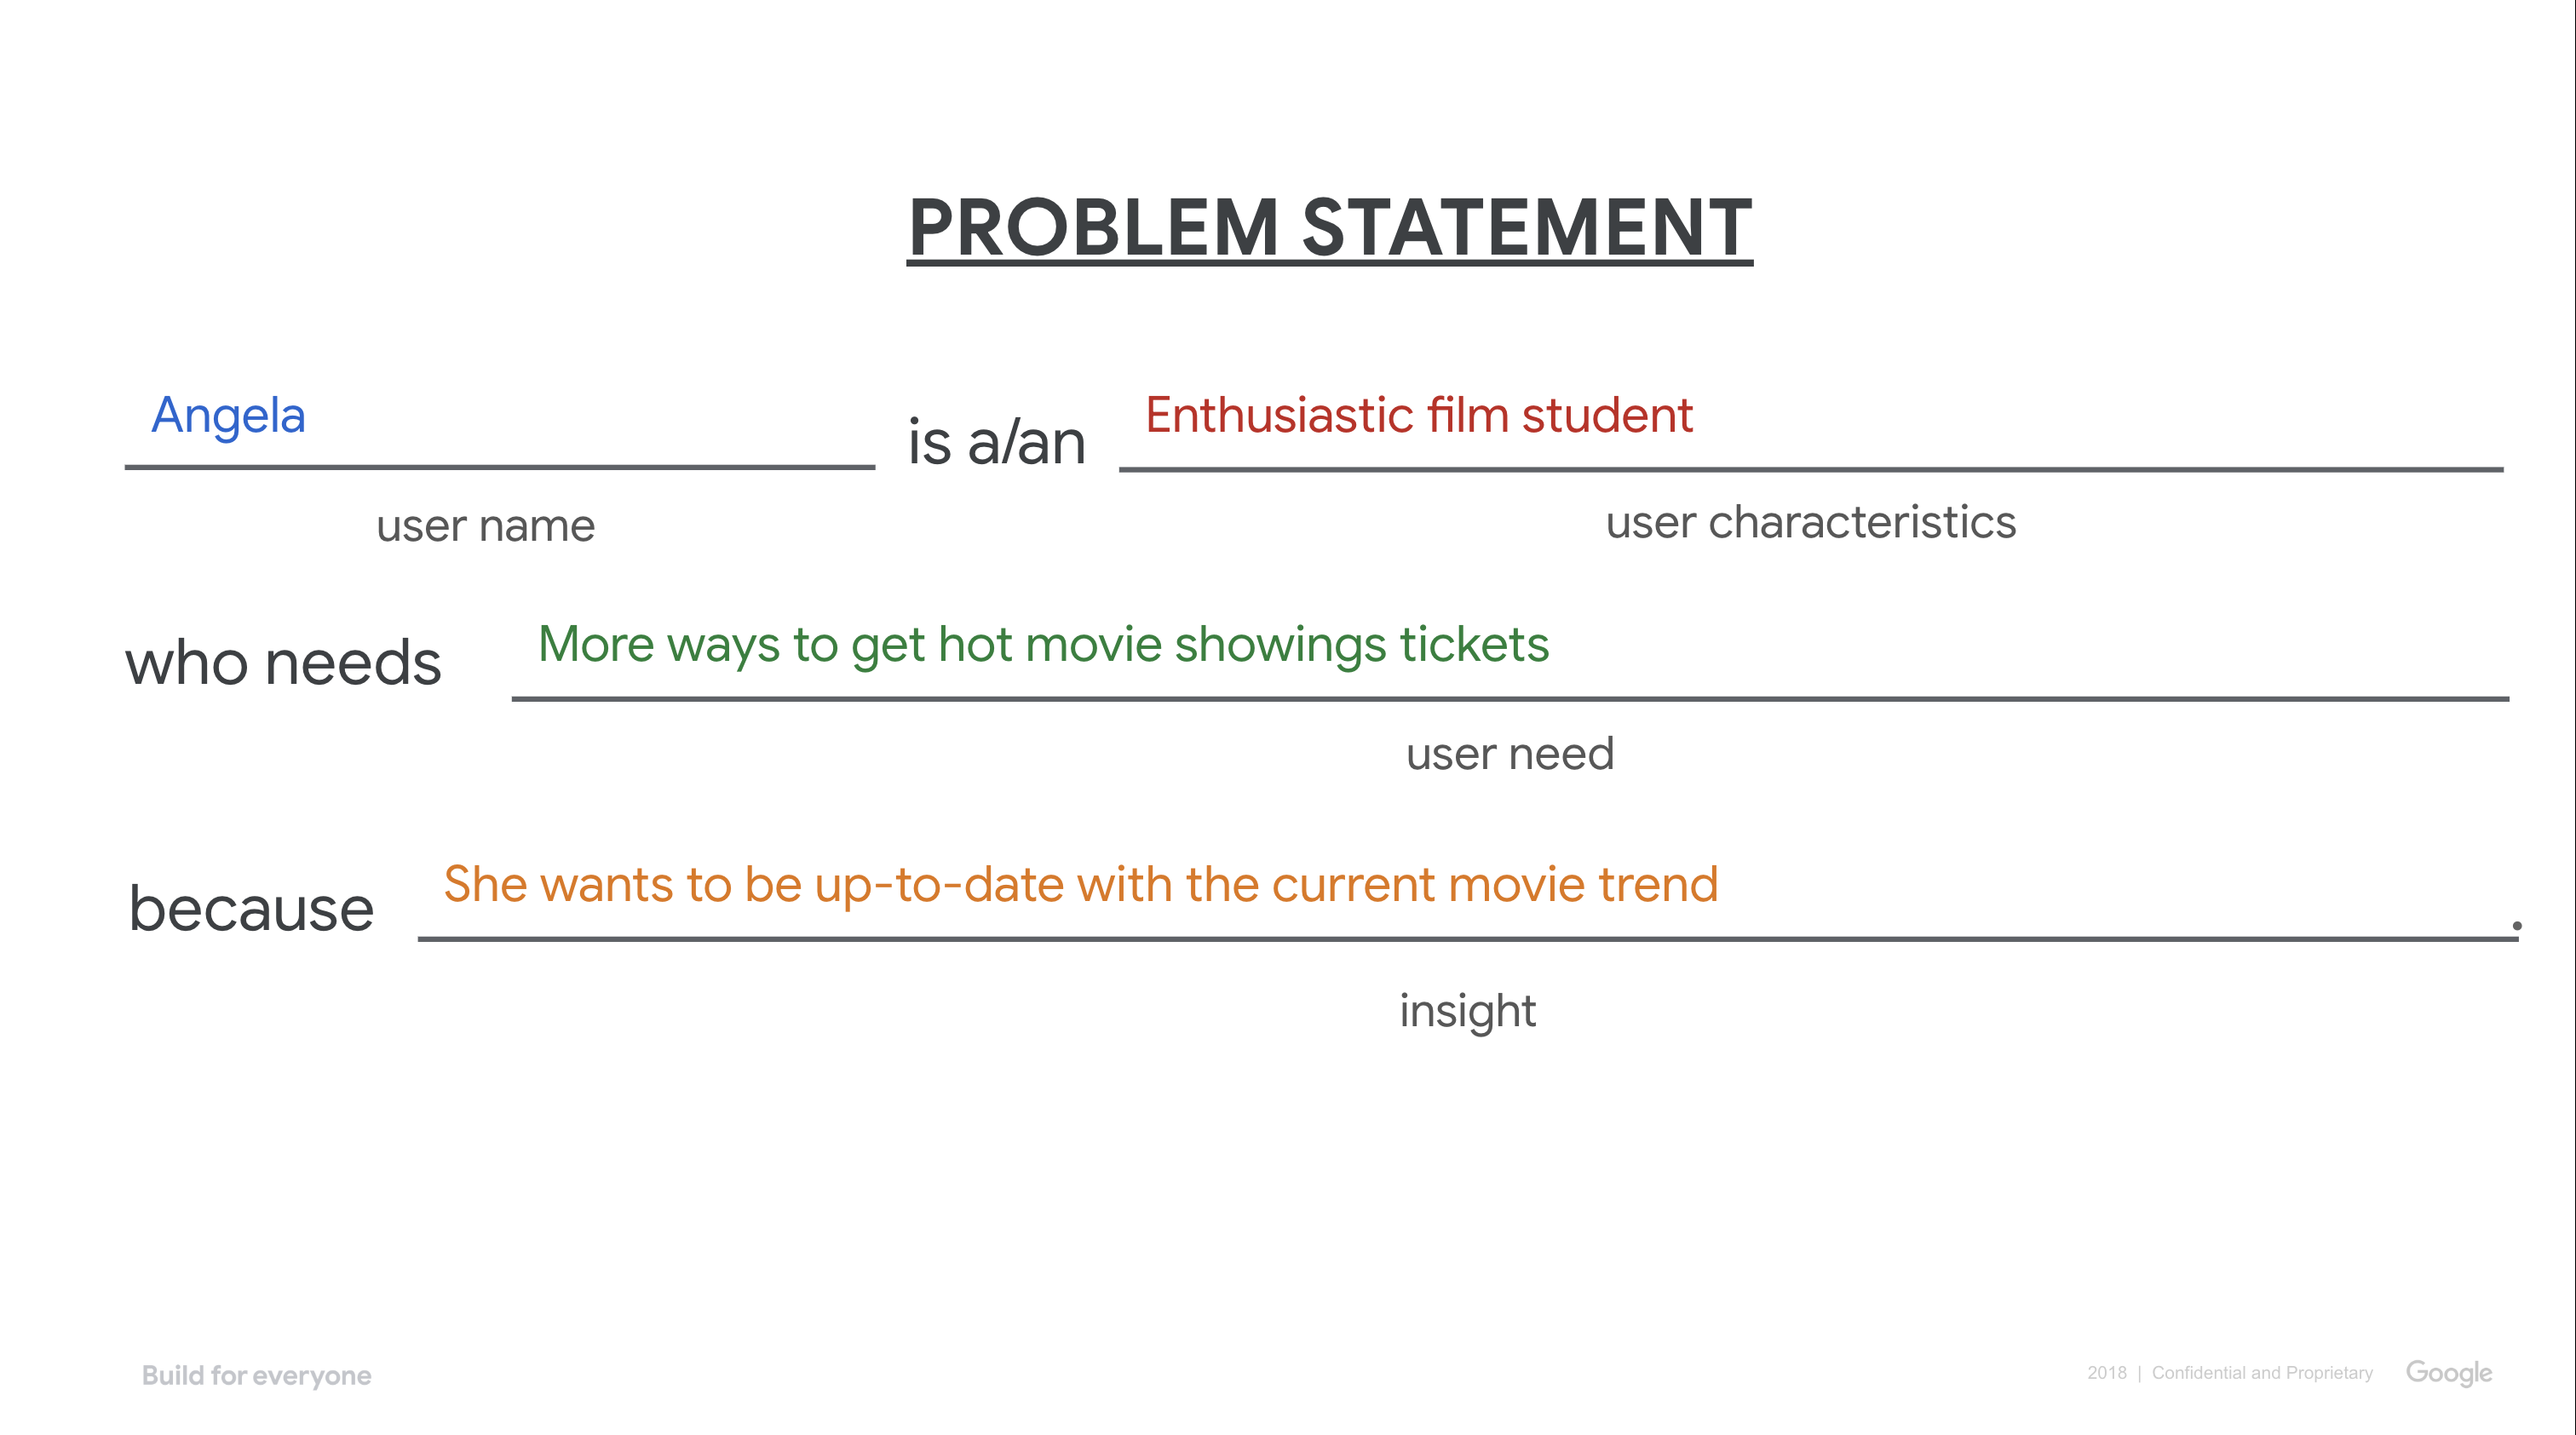 PROBLEM STATEMENT
Angela is a/an Enthusiastic film student
user name user characteristics
who needs More ways to get hot movie showings tickets
user need
because She wants to be up-to-date with the current movie trend .
insight
Build for everyone 2018 | Confidential and Proprietary Google